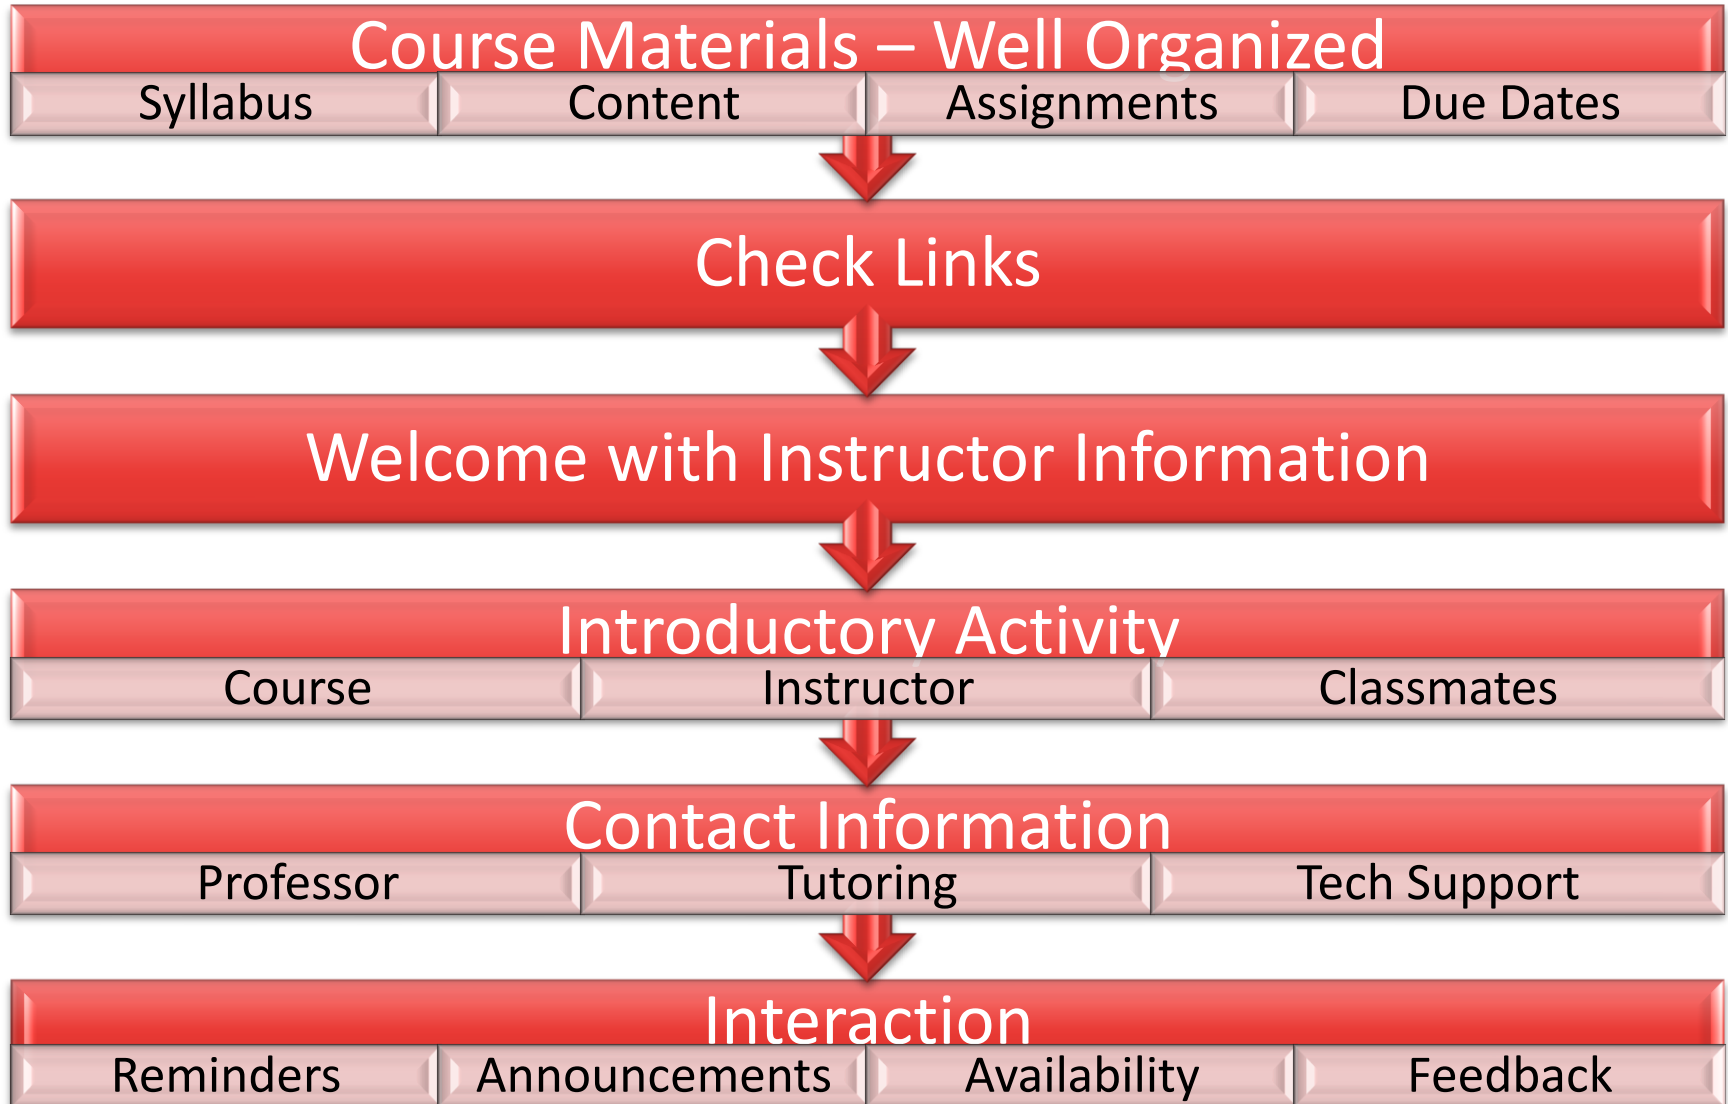 Course Materials – Well Organized
Syllabus Content Assignments Due Dates
Check Links
Welcome with Instructor Information
Introductory Activity
Course Instructor Classmates
Contact Information
Professor Tutoring Tech Support
Interaction
Reminders Announcements Availability Feedback